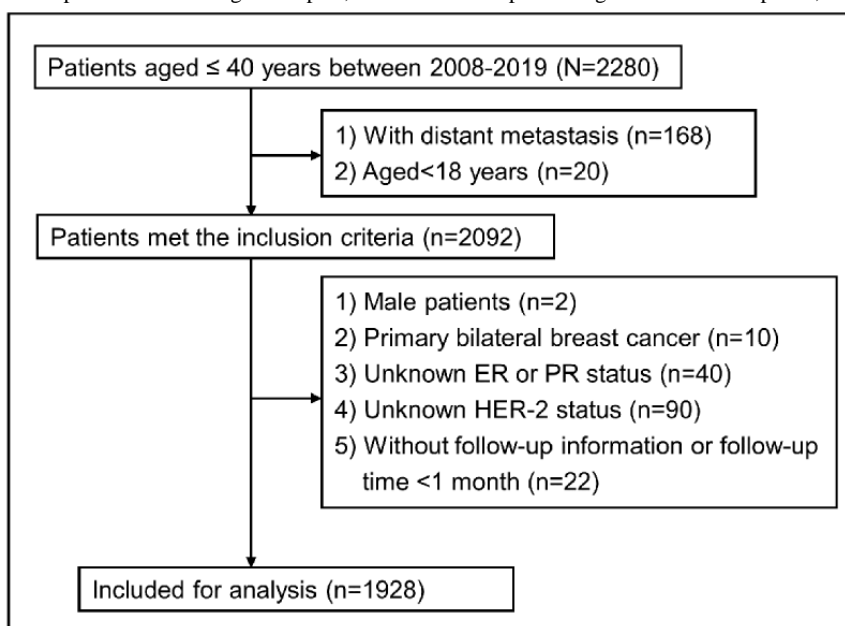 Patients aged ≤ 40 years between 2008-2019 (N=2280)
1) With distant metastasis (n=168)
2) Aged<18 years (n=20)
Patients met the inclusion criteria (n=2092)
1) Male patients (n=2)
2) Primary bilateral breast cancer (n=10)
3) Unknown ER or PR status (n=40)
4) Unknown HER-2 status (n=90)
5) Without follow-up information or follow-up
time <1 month (n=22)
Included for analysis (n=1928)